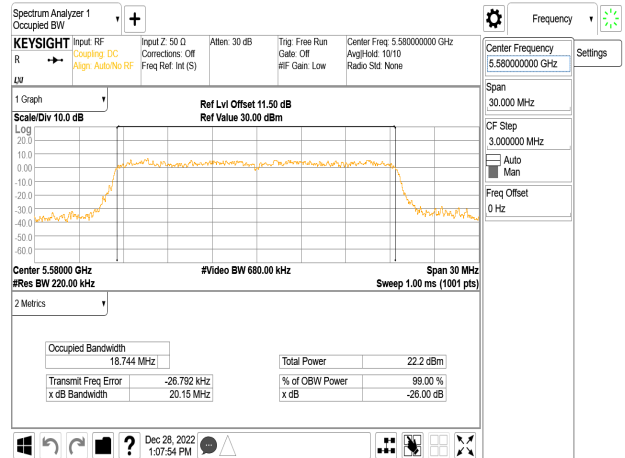 Spectrum Analyzer 1
Occupied BW
Frequency
KEYSIGHT
R
Input: RF
Coupling: DC
Align: Auto/No RF
Input Z: 50 Ω
Corrections: Off
Freq Ref: Int (S)
Atten: 30 dB
Trig: Free Run
Gate: Off
#IF Gain: Low
Center Freq: 5.580000000 GHz
Avg|Hold: 10/10
Radio Std: None
Center Frequency
5.580000000 GHz
Settings
Span
30.000 MHz
CF Step
3.000000 MHz
Auto
Man
Freq Offset
0 Hz
1 Graph
Scale/Div 10.0 dB
Ref Lvl Offset 11.50 dB
Ref Value 30.00 dBm
Log
20.0
10.0
0.00
-10.0
-20.0
-30.0
-40.0
-50.0
-60.0
Center 5.58000 GHz
#Video BW 680.00 kHz
Span 30 MHz
#Res BW 220.00 kHz
Sweep 1.00 ms (1001 pts)
2 Metrics
Occupied Bandwidth
18.744 MHz
Total Power 22.2 dBm
Transmit Freq Error -26.792 kHz
% of OBW Power 99.00 %
x dB Bandwidth 20.15 MHz
x dB -26.00 dB
?
Dec 28, 2022
1:07:54 PM